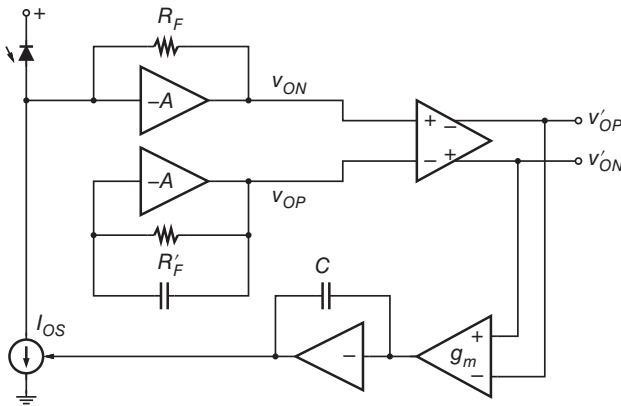 +
R_F
−A
v_ON
+ −
− +
v'_OP
v'_ON
−A
v_OP
R'_F
C
I_OS
−
g_m
+
−